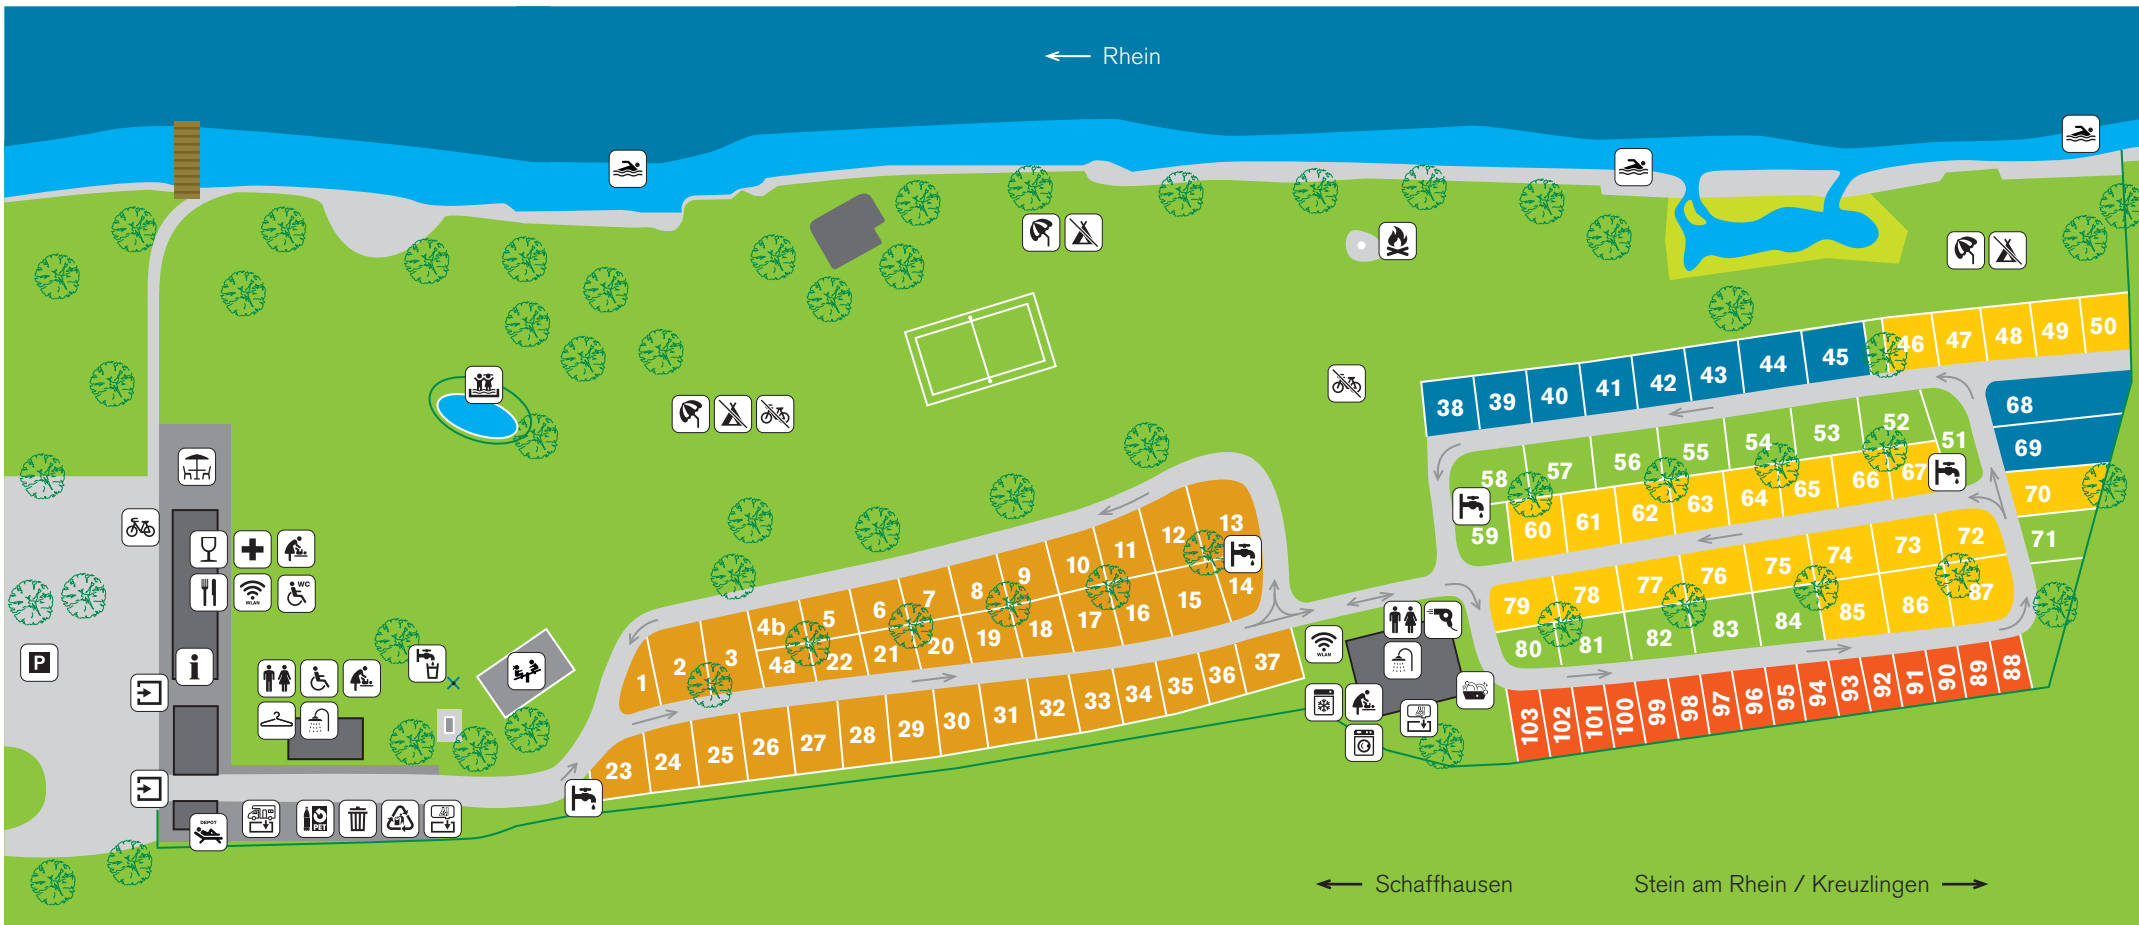 Rhein
46 47 48 49 50
38 39 40 41 42 43 44 45
68
69
70
71
58 57 56 55 54 53 52 51
59 60 61 62 63 64 65 66 67
79 78 77 76 75 74 73 72
80 81 82 83 84 85 86 87
103 102 101 100 99 98 97 96 95 94 93 92 91 90 89 88
1 2 3 4b 5 6 7 8 9 10 11 12 13
4a 22 21 20 19 18 17 16 15 14
23 24 25 26 27 28 29 30 31 32 33 34 35 36 37
WLAN
WC
P
i
WLAN
DEPOT
PET
Schaffhausen
Stein am Rhein / Kreuzlingen